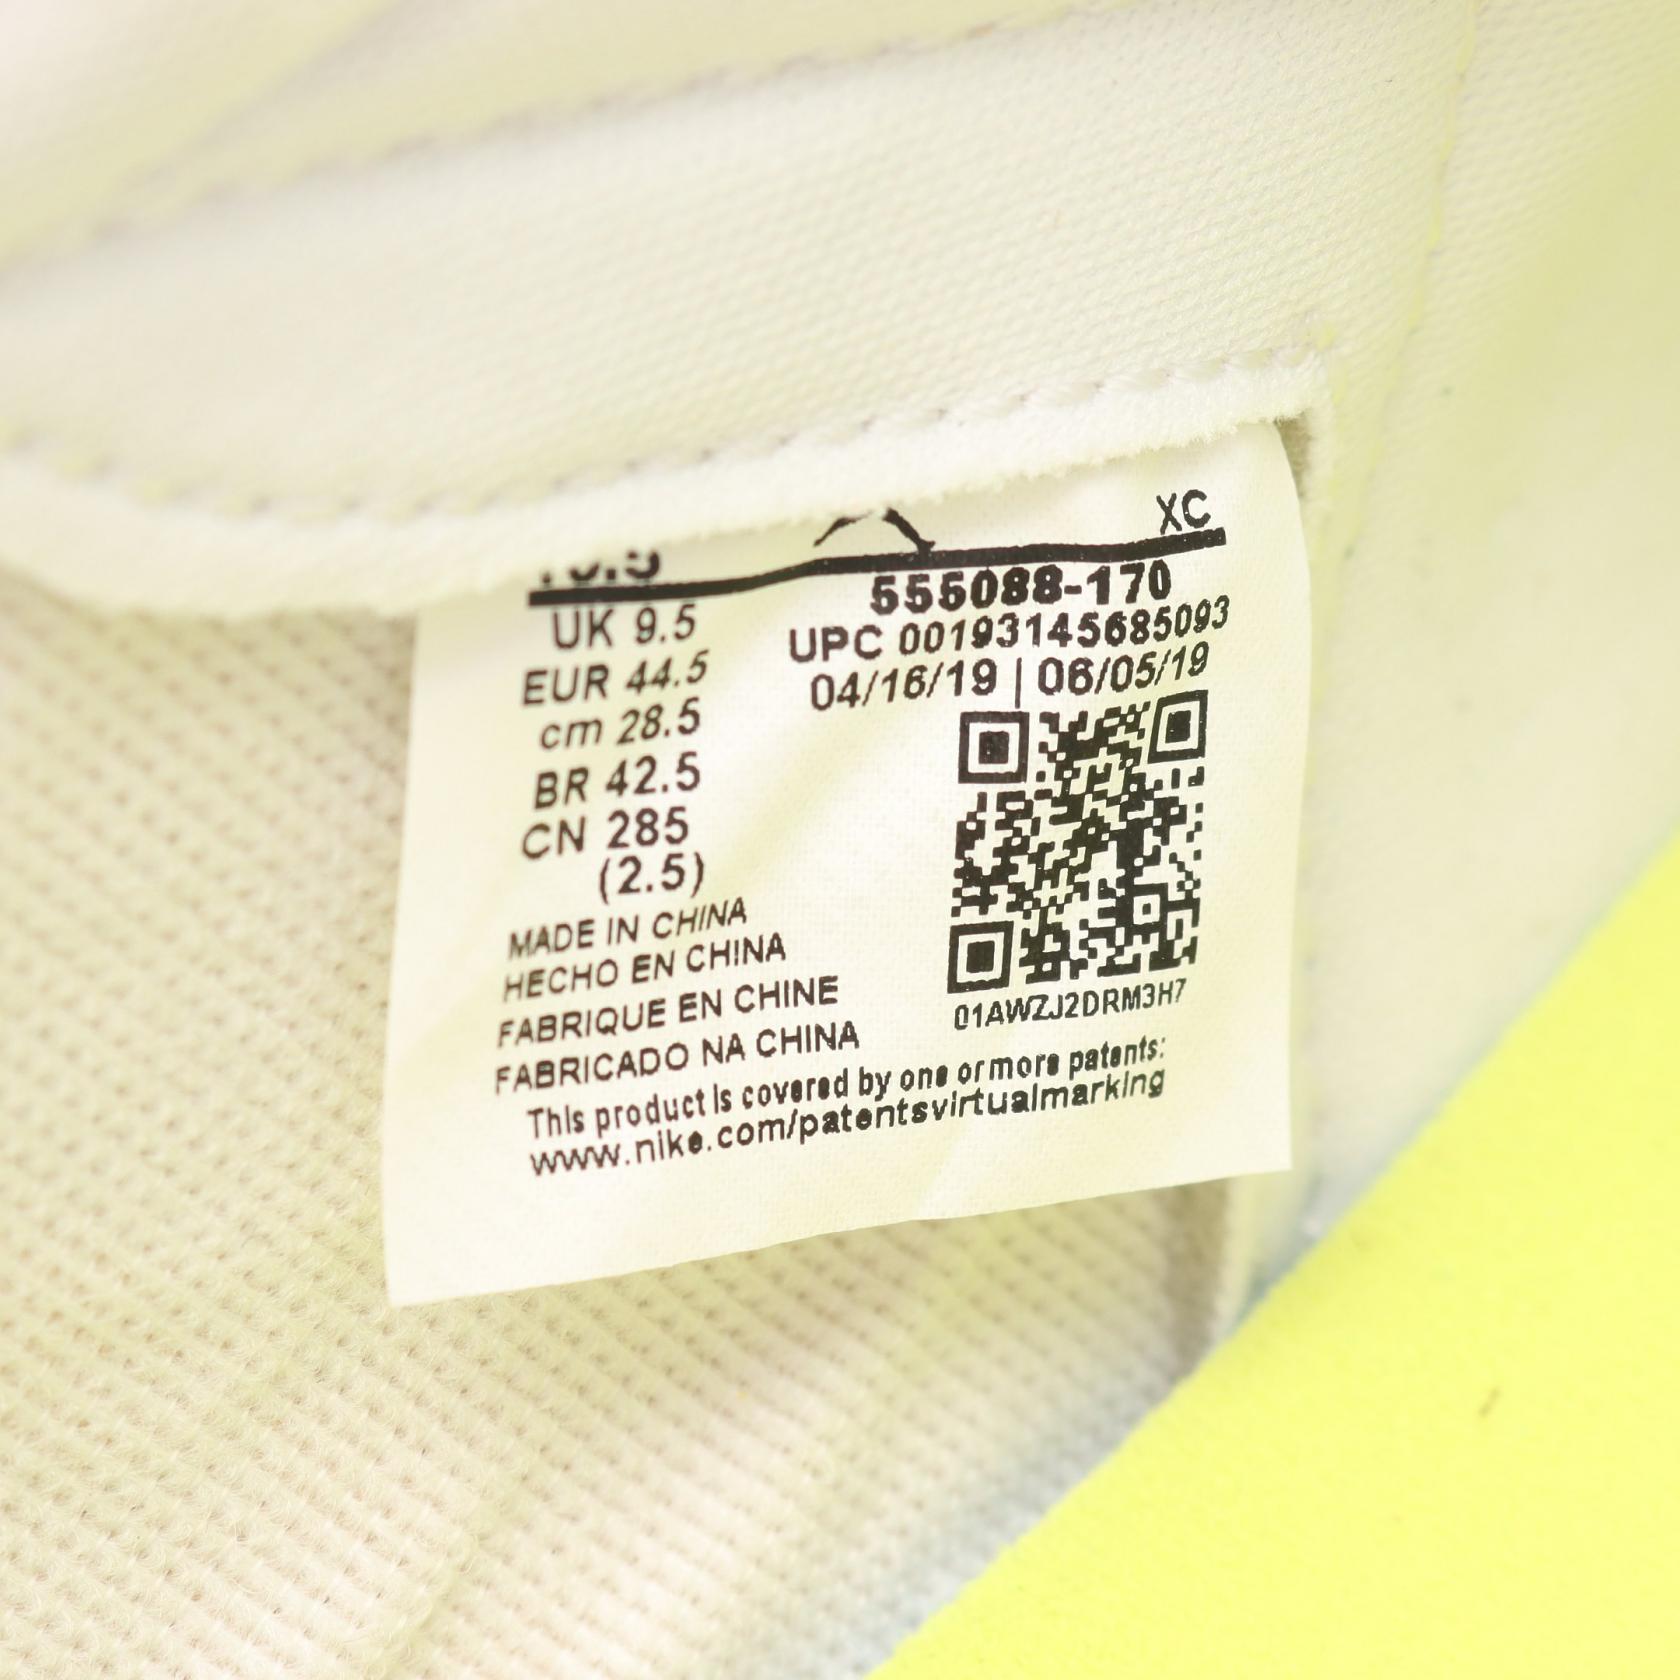 XC
UK 9.5
EUR 44.5
cm 28.5
BR 42.5
CN 285
(2.5)
555088-170
UPC 00193145685093
04/16/19 | 06/05/19
01AWZJ2DRM3H7
MADE IN CHINA
HECHO EN CHINA
FABRIQUE EN CHINE
FABRICADO NA CHINA
This product is covered by one or more patents:
www.nike.com/patentsvirtualmarking